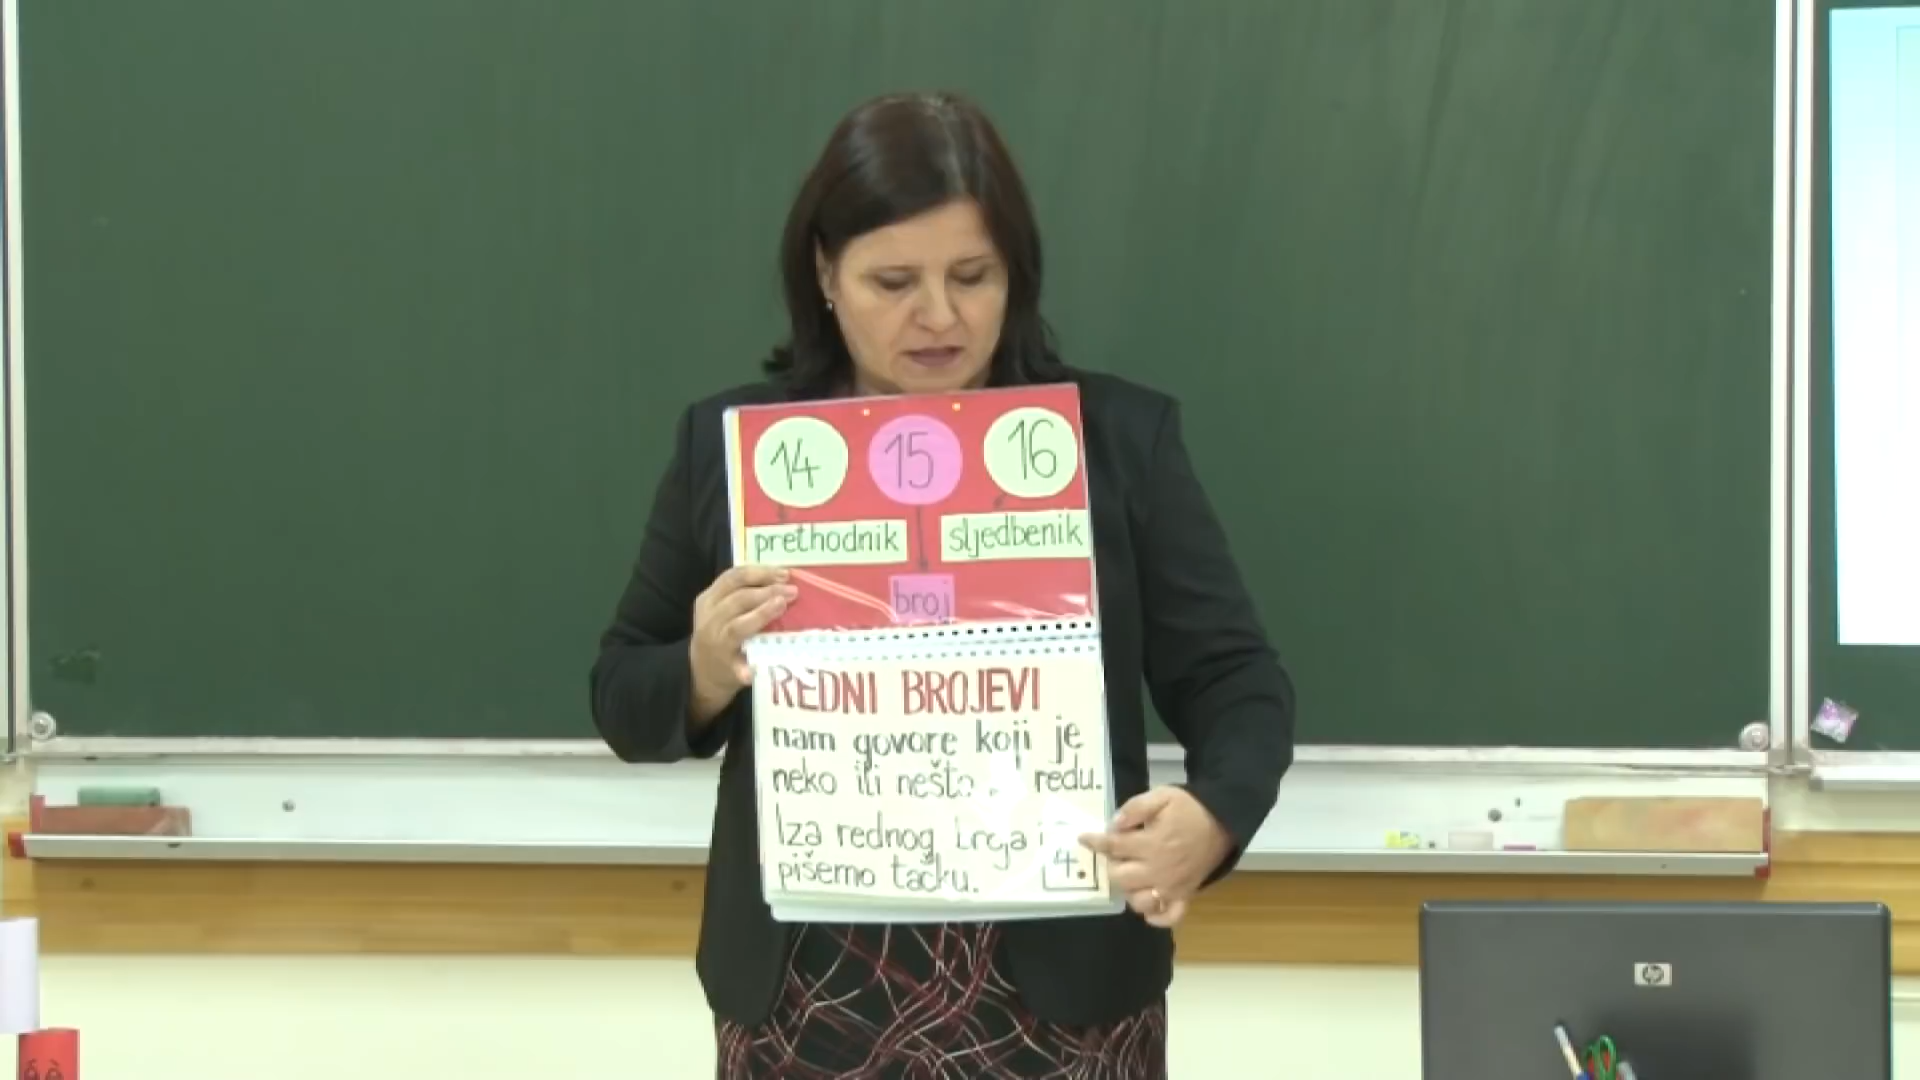 14 15 16
prethodnik sljedbenik
broj
REDNI BROJEVI
nam govore koji je
neko ili nešto redu.
Iza rednog
pišemo tačku. 4.
hp